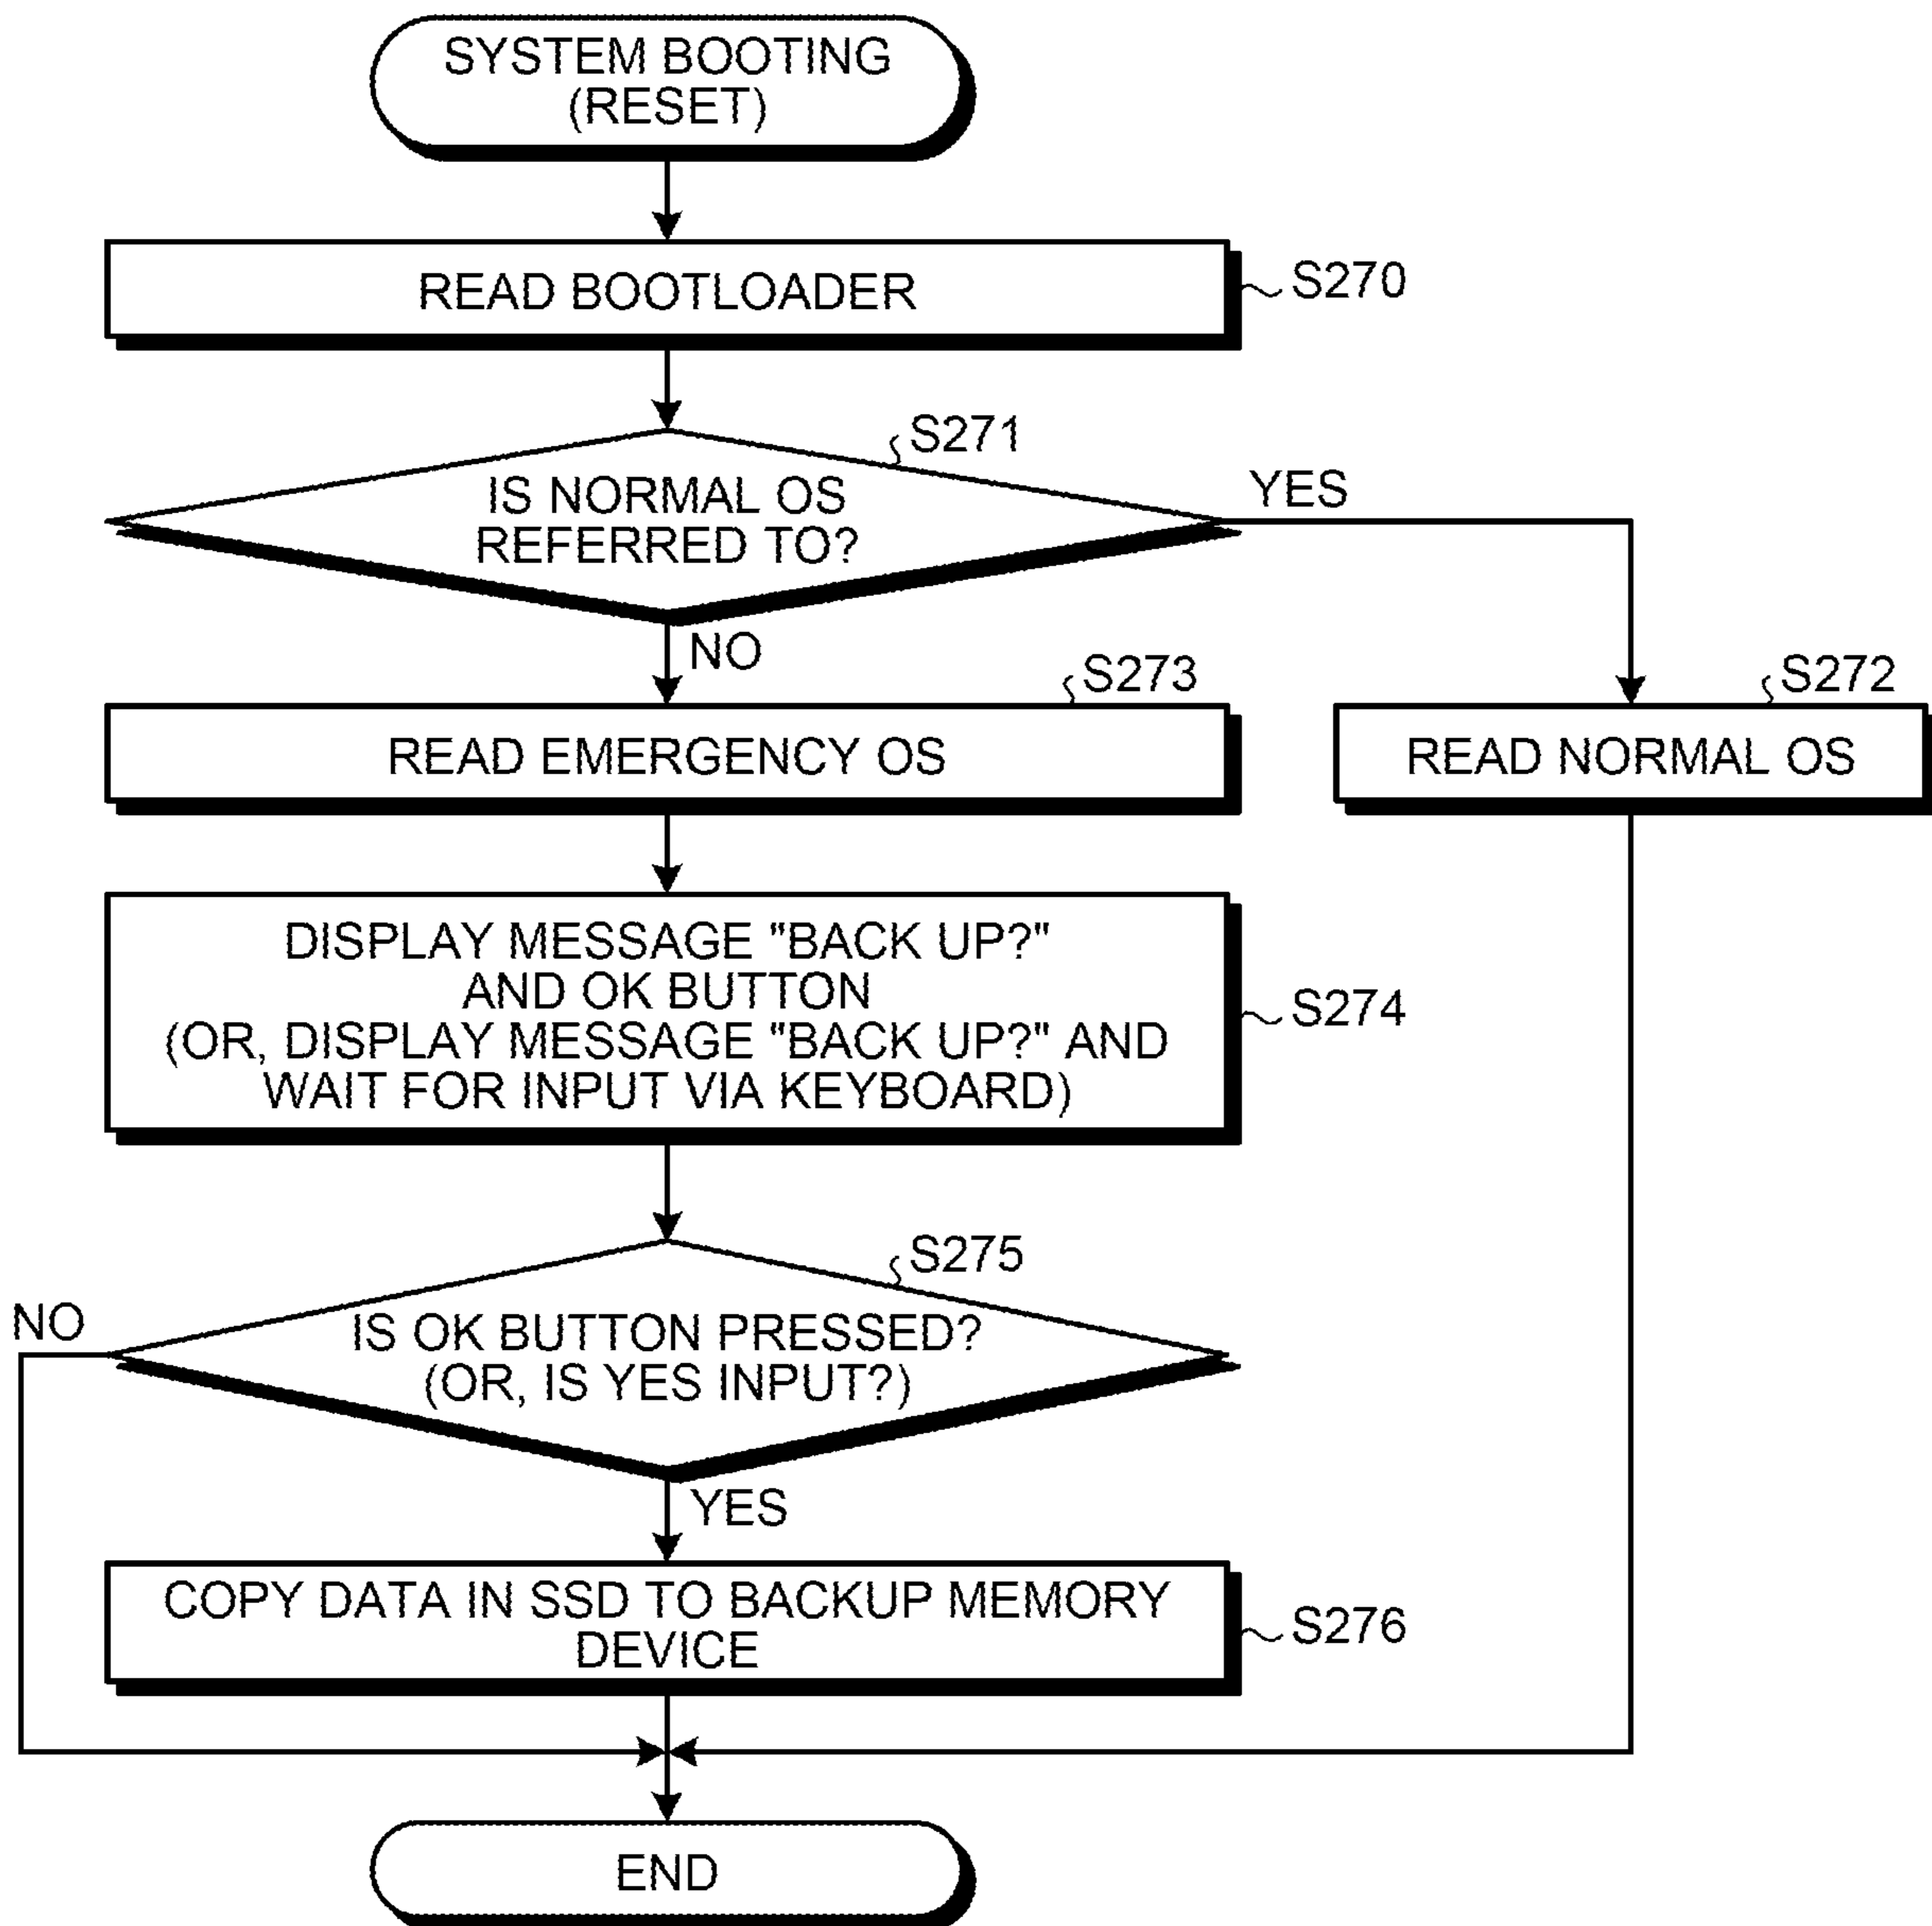 SYSTEM BOOTING
(RESET)
READ BOOTLOADER
S270
S271
IS NORMAL OS
REFERRED TO?
YES
NO
S273
READ EMERGENCY OS
S272
READ NORMAL OS
DISPLAY MESSAGE "BACK UP?"
AND OK BUTTON
(OR, DISPLAY MESSAGE "BACK UP?" AND
WAIT FOR INPUT VIA KEYBOARD)
S274
S275
IS OK BUTTON PRESSED?
(OR, IS YES INPUT?)
NO
YES
COPY DATA IN SSD TO BACKUP MEMORY
DEVICE
S276
END